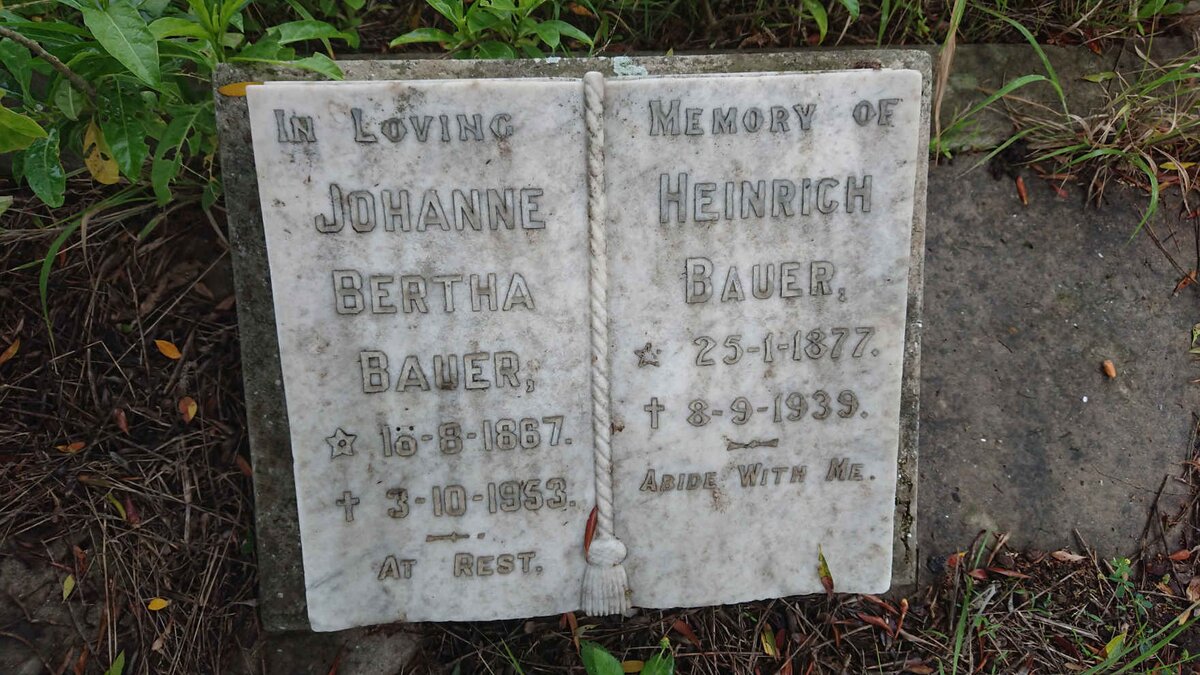 IN LOVING MEMORY OF
JOHANNE
BERTHA
BAUER,
18-8-1867.
3-10-1953.
AT REST.
HEINRICH
BAUER,
25-1-1877.
8-9-1939.
ABIDE WITH ME.